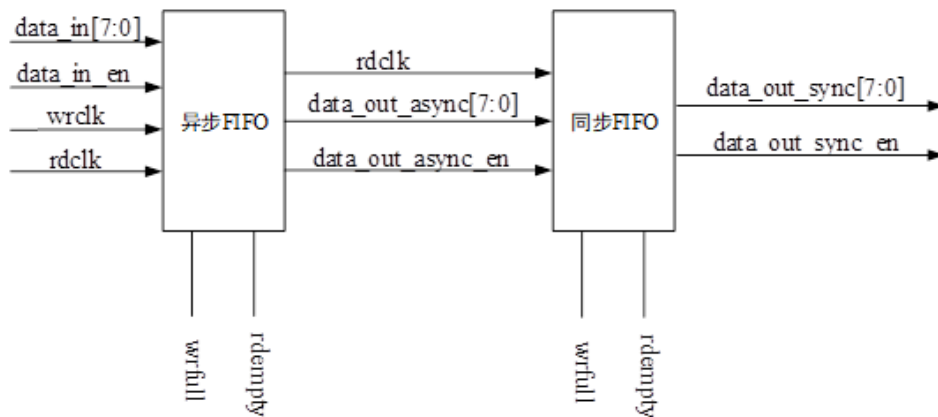 data_in[7:0]
data_in_en
wrclk
rdclk
异步FIFO
wrfull
rdempty
rdclk
data_out_async[7:0]
data_out_async_en
同步FIFO
wrfull
rdempty
data_out_sync[7:0]
data_out_sync_en